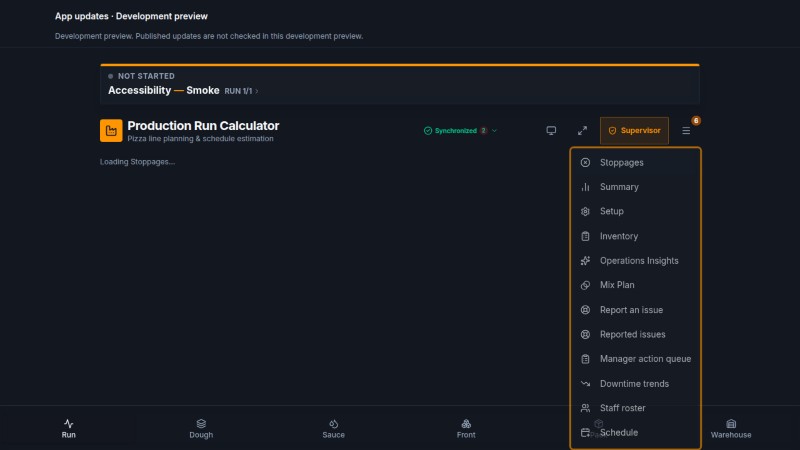 App updates · Development preview
Development preview. Published updates are not checked in this development preview.
NOT STARTED
Accessibility — Smoke RUN 1/1 ›
Production Run Calculator
Pizza line planning & schedule estimation
Synchronized 2
Supervisor
6
Loading Stoppages...
Stoppages
Summary
Setup
Inventory
Operations Insights
Mix Plan
Report an issue
Reported issues
Manager action queue
Downtime trends
Staff roster
Schedule
Run
Dough
Sauce
Front
Warehouse